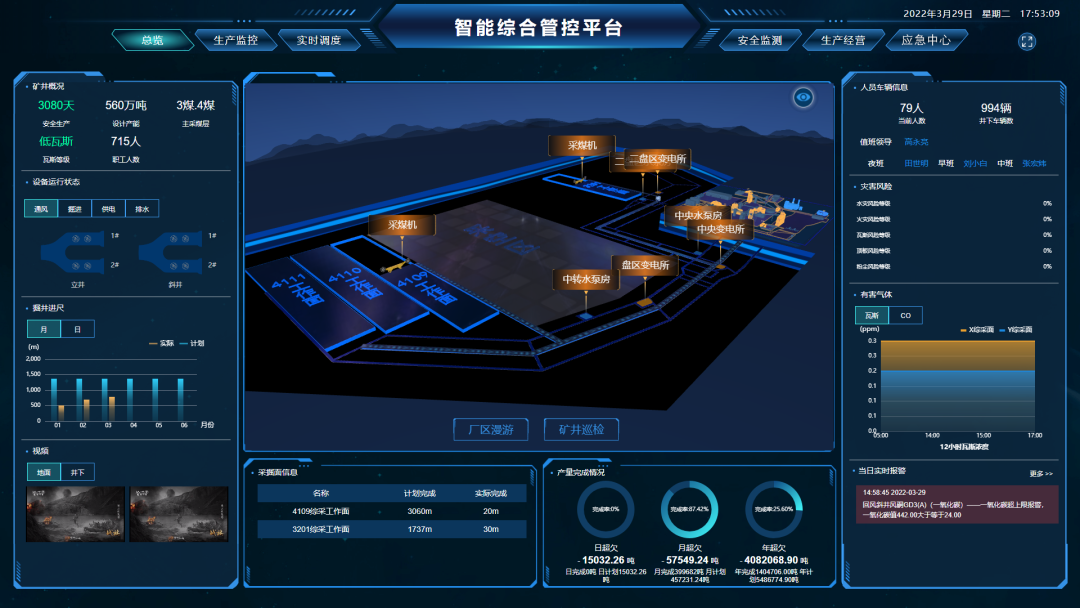 智能综合管控平台
2022年3月29日 星期二 17:53:09
总览
生产监控
实时调度
安全监测
生产经营
应急中心
矿井概况
3080天
560万吨
3煤.4煤
安全生产
设计产能
主采煤层
低瓦斯
715人
瓦斯等级
职工人数
设备运行状态
通风
掘进
供电
排水
1#
2#
1#
2#
立井
斜井
掘井进尺
月
日
实际
计划
(m)
2,000
1,500
1,000
500
0
01
02
03
04
05
06
月份
视频
地面
井下
采煤机
二
二盘区变电所
采煤机
中央水泵房
中央变电所
盘区变电所
中转水泵房
4111
工作面
4110
工作面
4109
工作面
厂区漫游
矿井巡检
采掘面信息
名称
计划完成
实际完成
4109综采工作面
3060m
20m
3201综采工作面
1737m
30m
产量完成情况
完成率:0%
完成率:87.42%
完成率:25.60%
日超欠
月超欠
年超欠
- 15032.26 吨
- 57549.24 吨
- 4082068.90 吨
日完成0吨 日计划15032.26
吨
月完成399682吨 月计划
457231.24吨
年完成1404706.00吨 年计
划5486774.90吨
人员车辆信息
79人
994辆
当前人数
井下车辆数
值班领导
高永亮
夜班
田世明
早班
刘小白
中班
张宏炜
灾害风险
水灾风险等级
0%
火灾风险等级
0%
瓦斯风险等级
0%
顶板风险等级
0%
粉尘风险等级
0%
有害气体
瓦斯
CO
(ppm)
X综采面
Y综采面
0.3
0.3
0.2
0.1
0.1
0.1
0.0
05:00
14:00
15:00
17:00
12小时瓦斯浓度
当日实时报警
更多 >>
14:58:45 2022-03-29
回风斜井风硐GD3(A)（一氧化碳）——一氧化碳超上限报警,
一氧化碳值442.00大于等于24.00